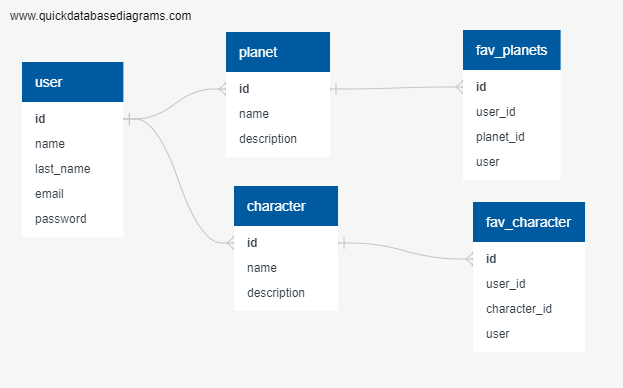 www.quickdatabasediagrams.com
user
id
name
last_name
email
password
planet
id
name
description
character
id
name
description
fav_planets
id
user_id
planet_id
user
fav_character
id
user_id
character_id
user